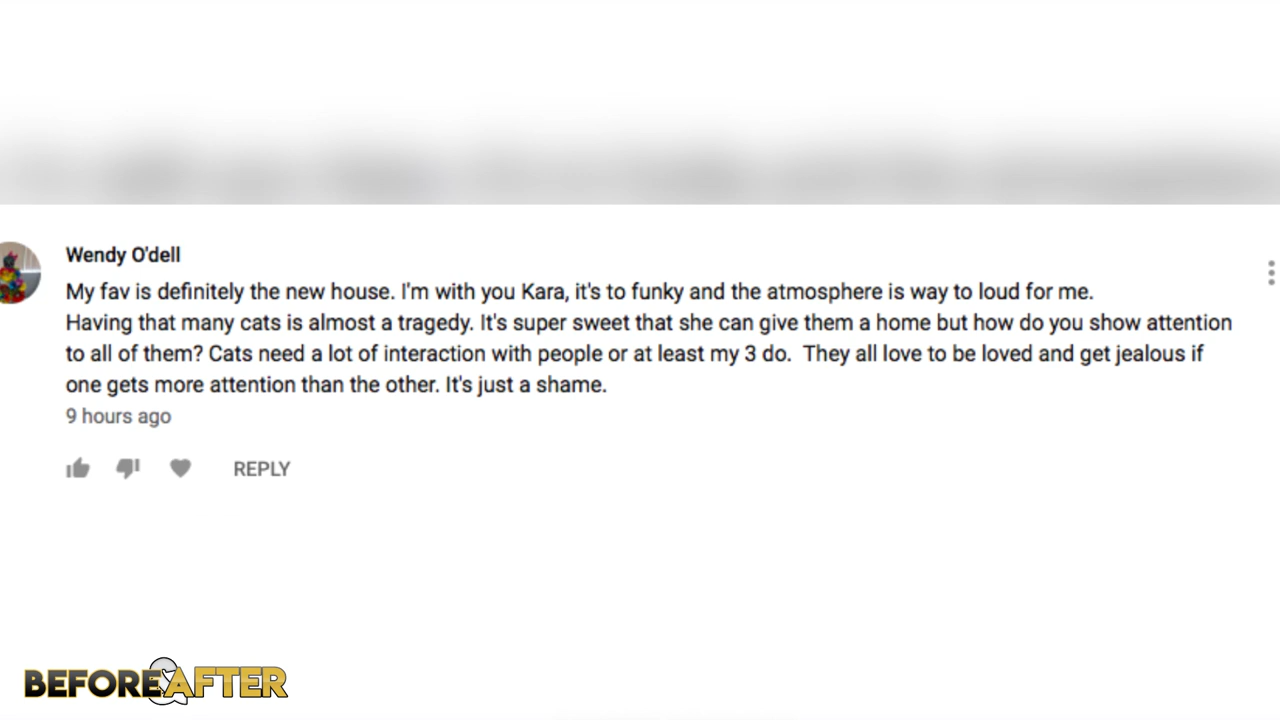 Wendy O'dell
My fav is definitely the new house. I'm with you Kara, it's to funky and the atmosphere is way to loud for me.
Having that many cats is almost a tragedy. It's super sweet that she can give them a home but how do you show attention
to all of them? Cats need a lot of interaction with people or at least my 3 do.  They all love to be loved and get jealous if
one gets more attention than the other. It's just a shame.
9 hours ago
REPLY
BEFORE&AFTER